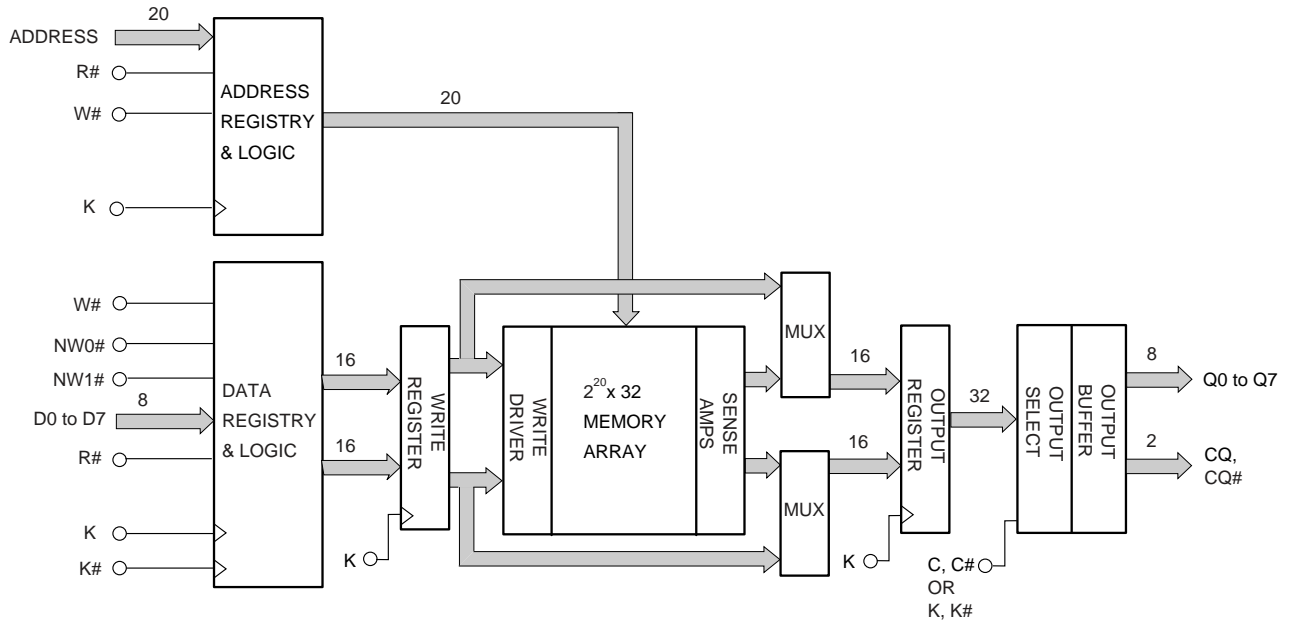 20
ADDRESS
R#
W#
K
ADDRESS
REGISTRY
& LOGIC
20
W#
NW0#
NW1#
D0 to D7
8
R#
K
K#
DATA
REGISTRY
& LOGIC
16
16
WRITE
REGISTER
K
WRITE
DRIVER
2²⁰x 32
MEMORY
ARRAY
SENSE
AMPS
MUX
MUX
16
16
OUTPUT
REGISTER
K
32
OUTPUT
SELECT
OUTPUT
BUFFER
C, C#
OR
K, K#
8
Q0 to Q7
2
CQ,
CQ#